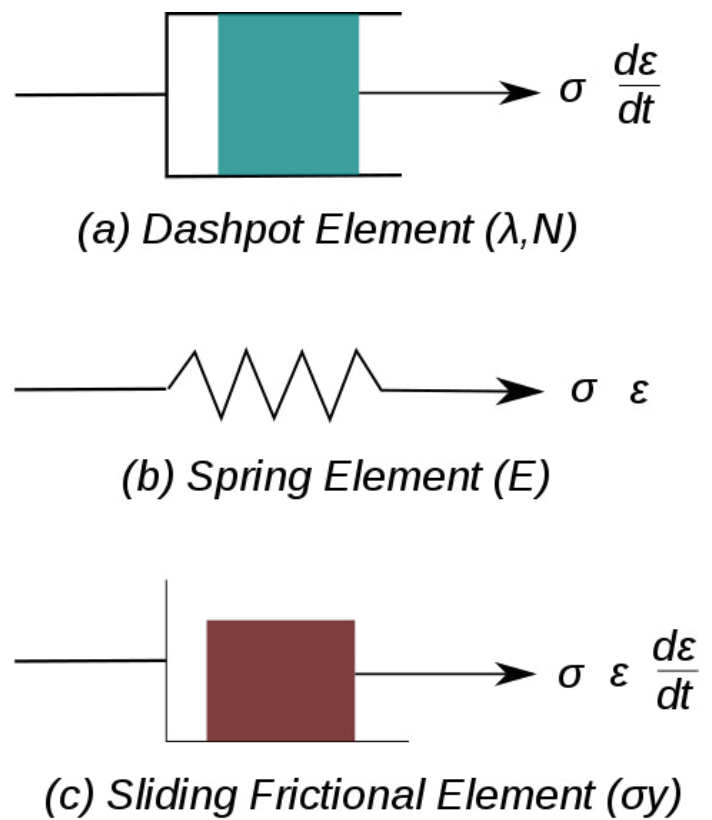 σ dε/dt
(a) Dashpot Element (λ,N)
σ ε
(b) Spring Element (E)
σ ε dε/dt
(c) Sliding Frictional Element (σy)